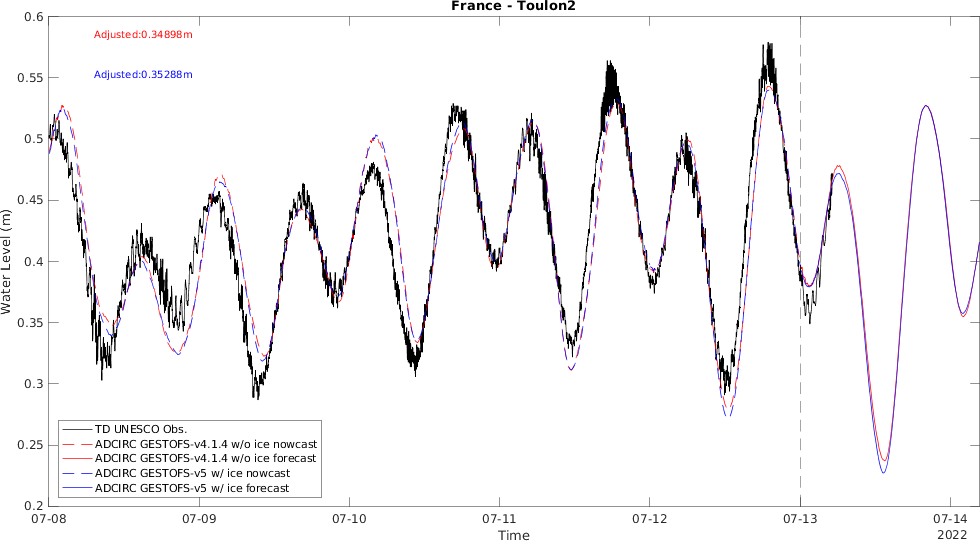 France - Toulon2
Adjusted:0.34898m
Adjusted:0.35288m
0.6
0.55
0.5
0.45
0.4
0.35
0.3
0.25
0.2
Water Level (m)
TD UNESCO Obs.
ADCIRC GESTOFS-v4.1.4 w/o ice nowcast
ADCIRC GESTOFS-v4.1.4 w/o ice forecast
ADCIRC GESTOFS-v5 w/ ice nowcast
ADCIRC GESTOFS-v5 w/ ice forecast
07-08 07-09 07-10 07-11 07-12 07-13 07-14
Time
2022